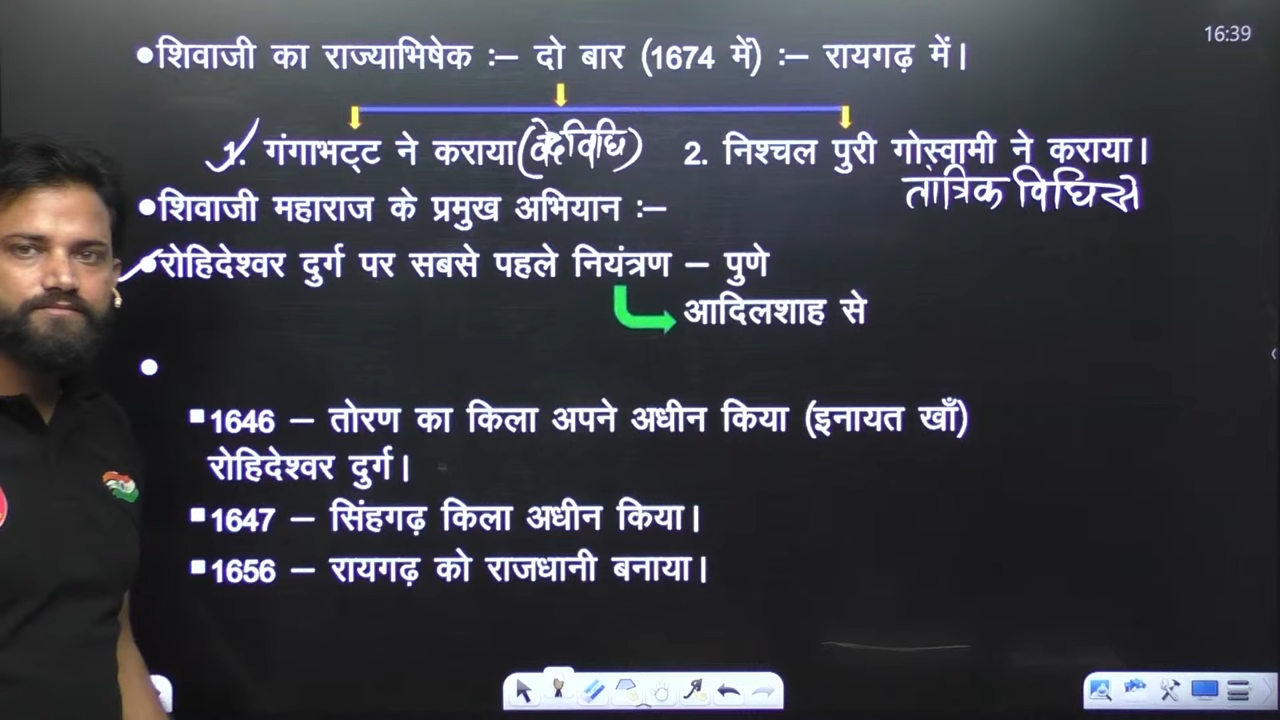 16:39
●शिवाजी का राज्याभिषेक :– दो बार (1674 में) :– रायगढ़ में।
1. गंगाभट्ट ने कराया (वेदविधि) 2. निश्चल पुरी गोस्वामी ने कराया।
तांत्रिक विधि से
●शिवाजी महाराज के प्रमुख अभियान :–
●रोहिदेश्वर दुर्ग पर सबसे पहले नियंत्रण – पुणे
आदिलशाह से
●
▪1646 – तोरण का किला अपने अधीन किया (इनायत खाँ)
रोहिदेश्वर दुर्ग।
▪1647 – सिंहगढ़ किला अधीन किया।
▪1656 – रायगढ़ को राजधानी बनाया।